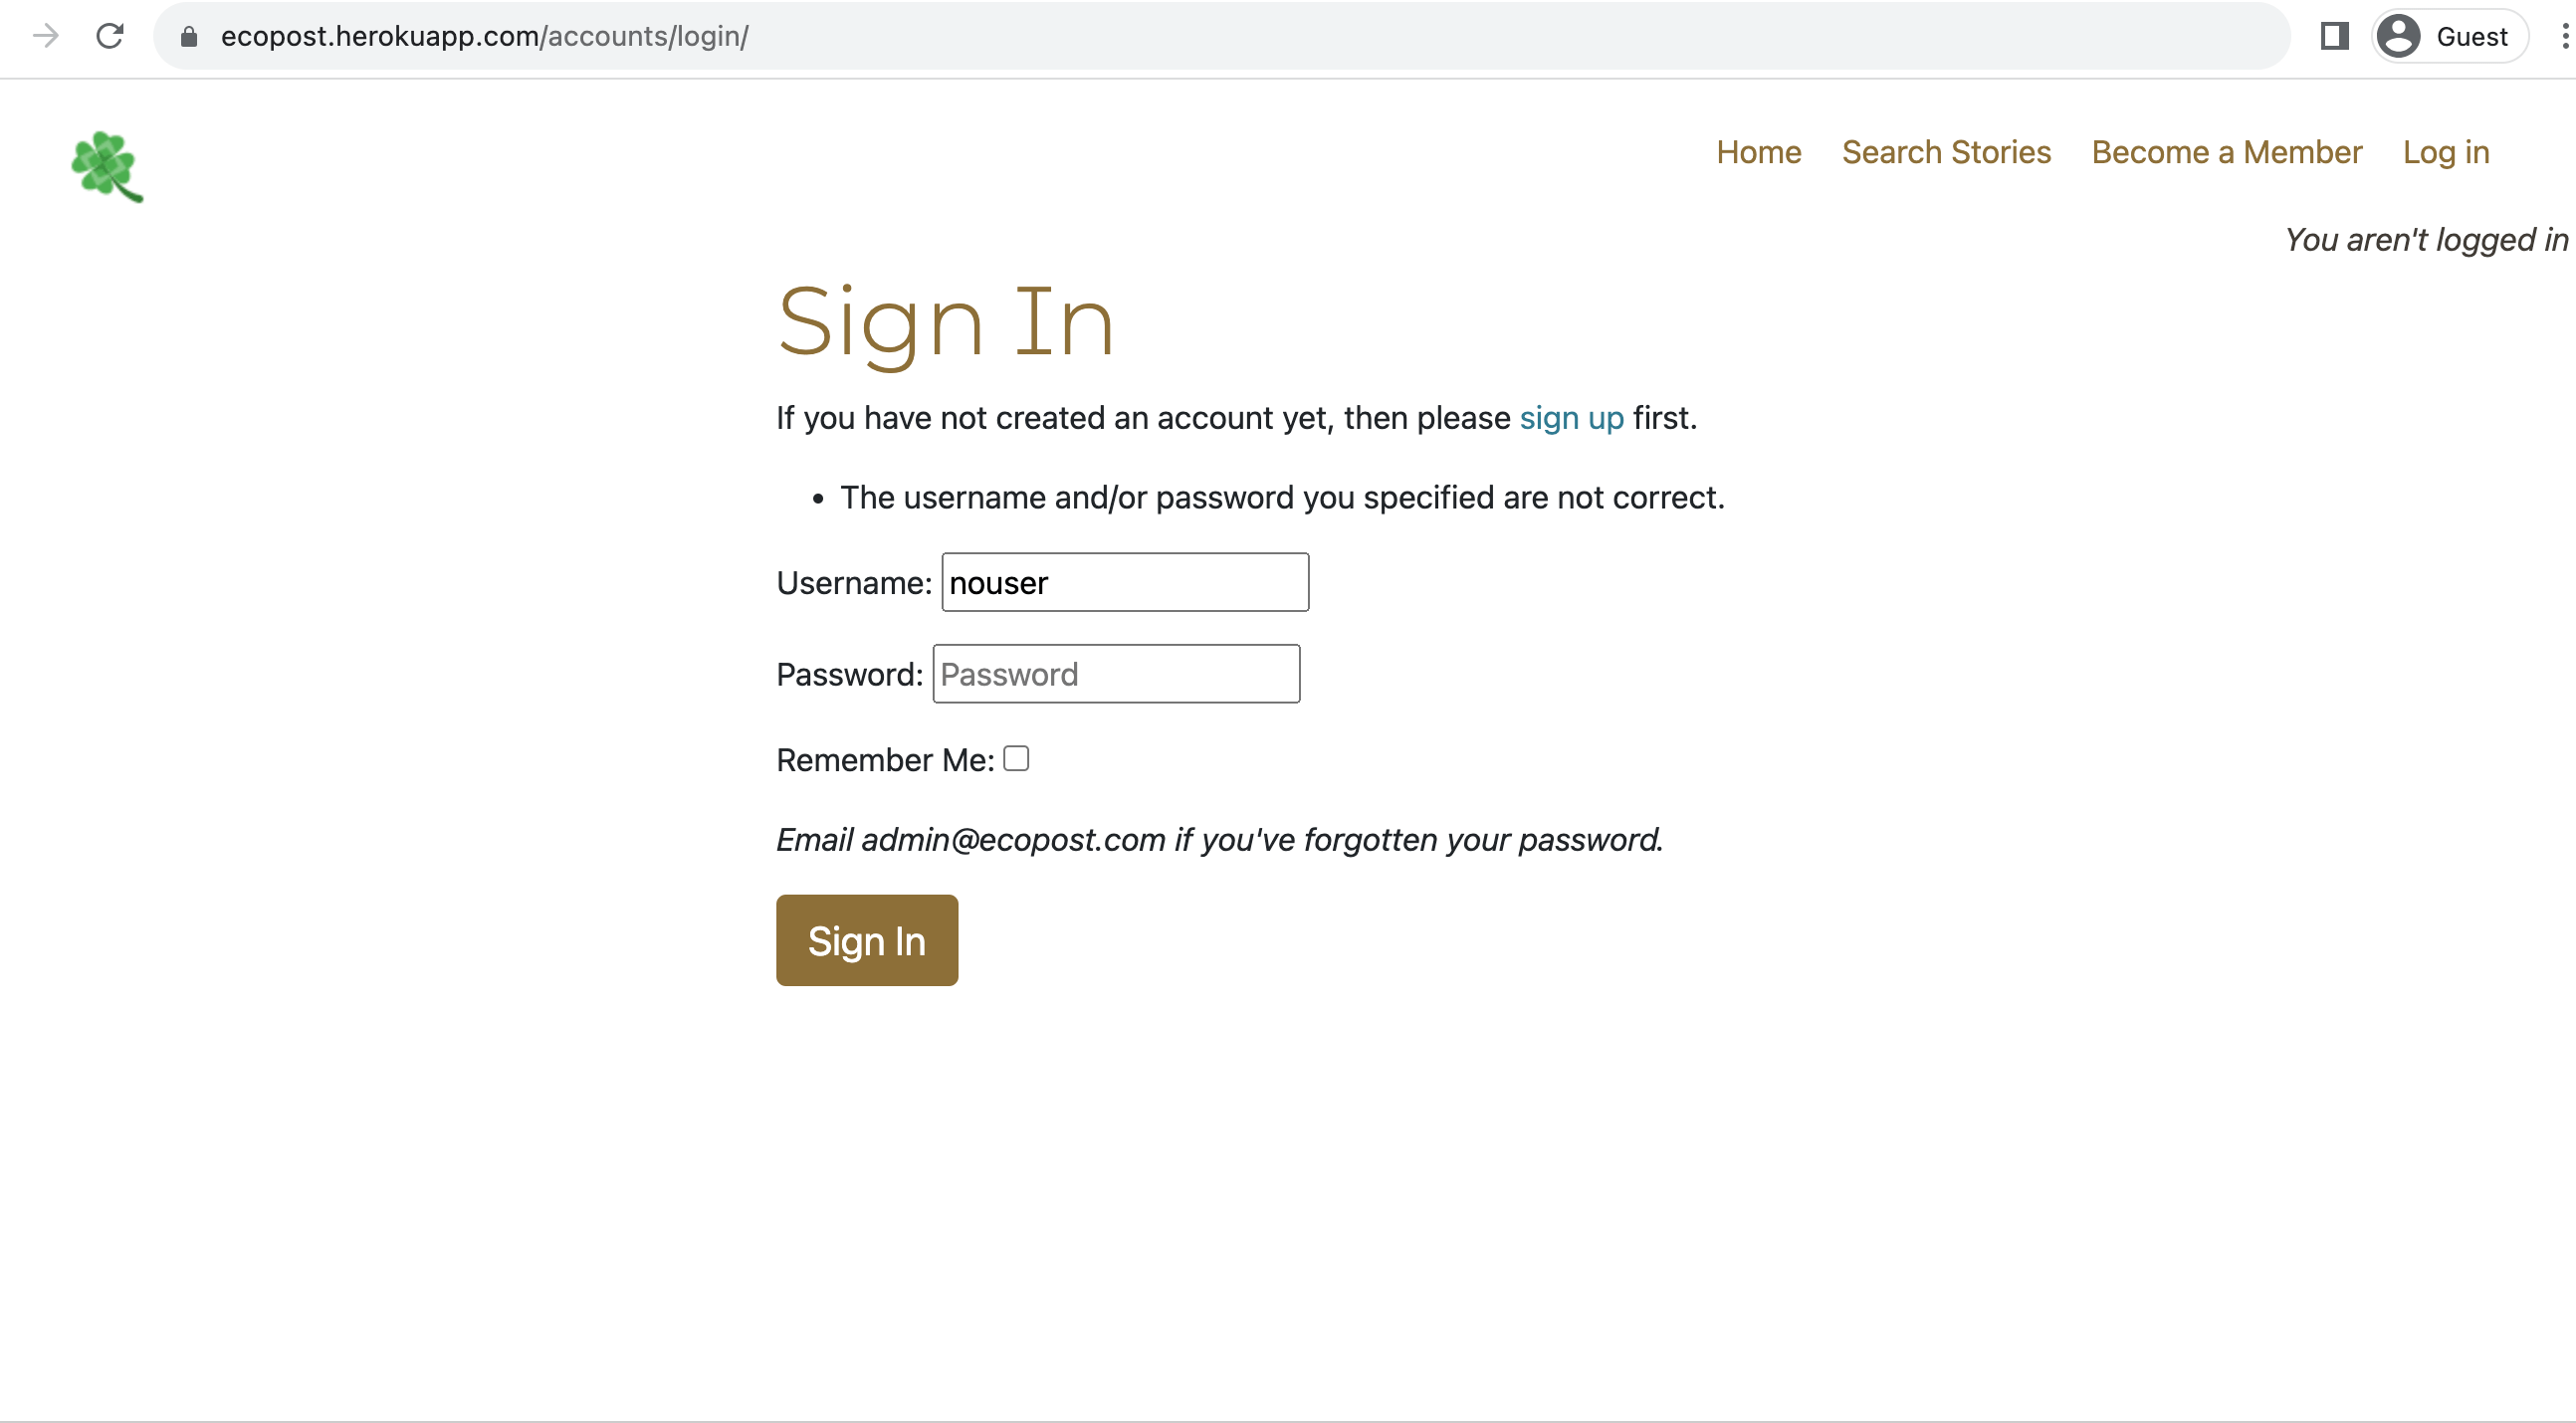 ecopost.herokuapp.com/accounts/login/
Guest
Home Search Stories Become a Member Log in
You aren't logged in
Sign In
If you have not created an account yet, then please sign up first.
• The username and/or password you specified are not correct.
Username: nouser
Password: Password
Remember Me:
Email admin@ecopost.com if you've forgotten your password.
Sign In